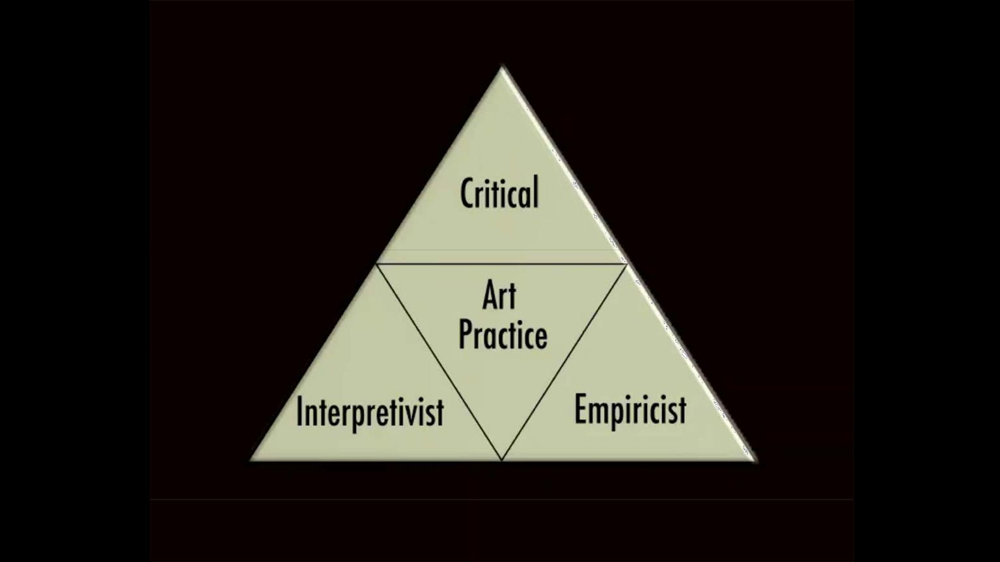 Critical
Art
Practice
Interpretivist
Empiricist